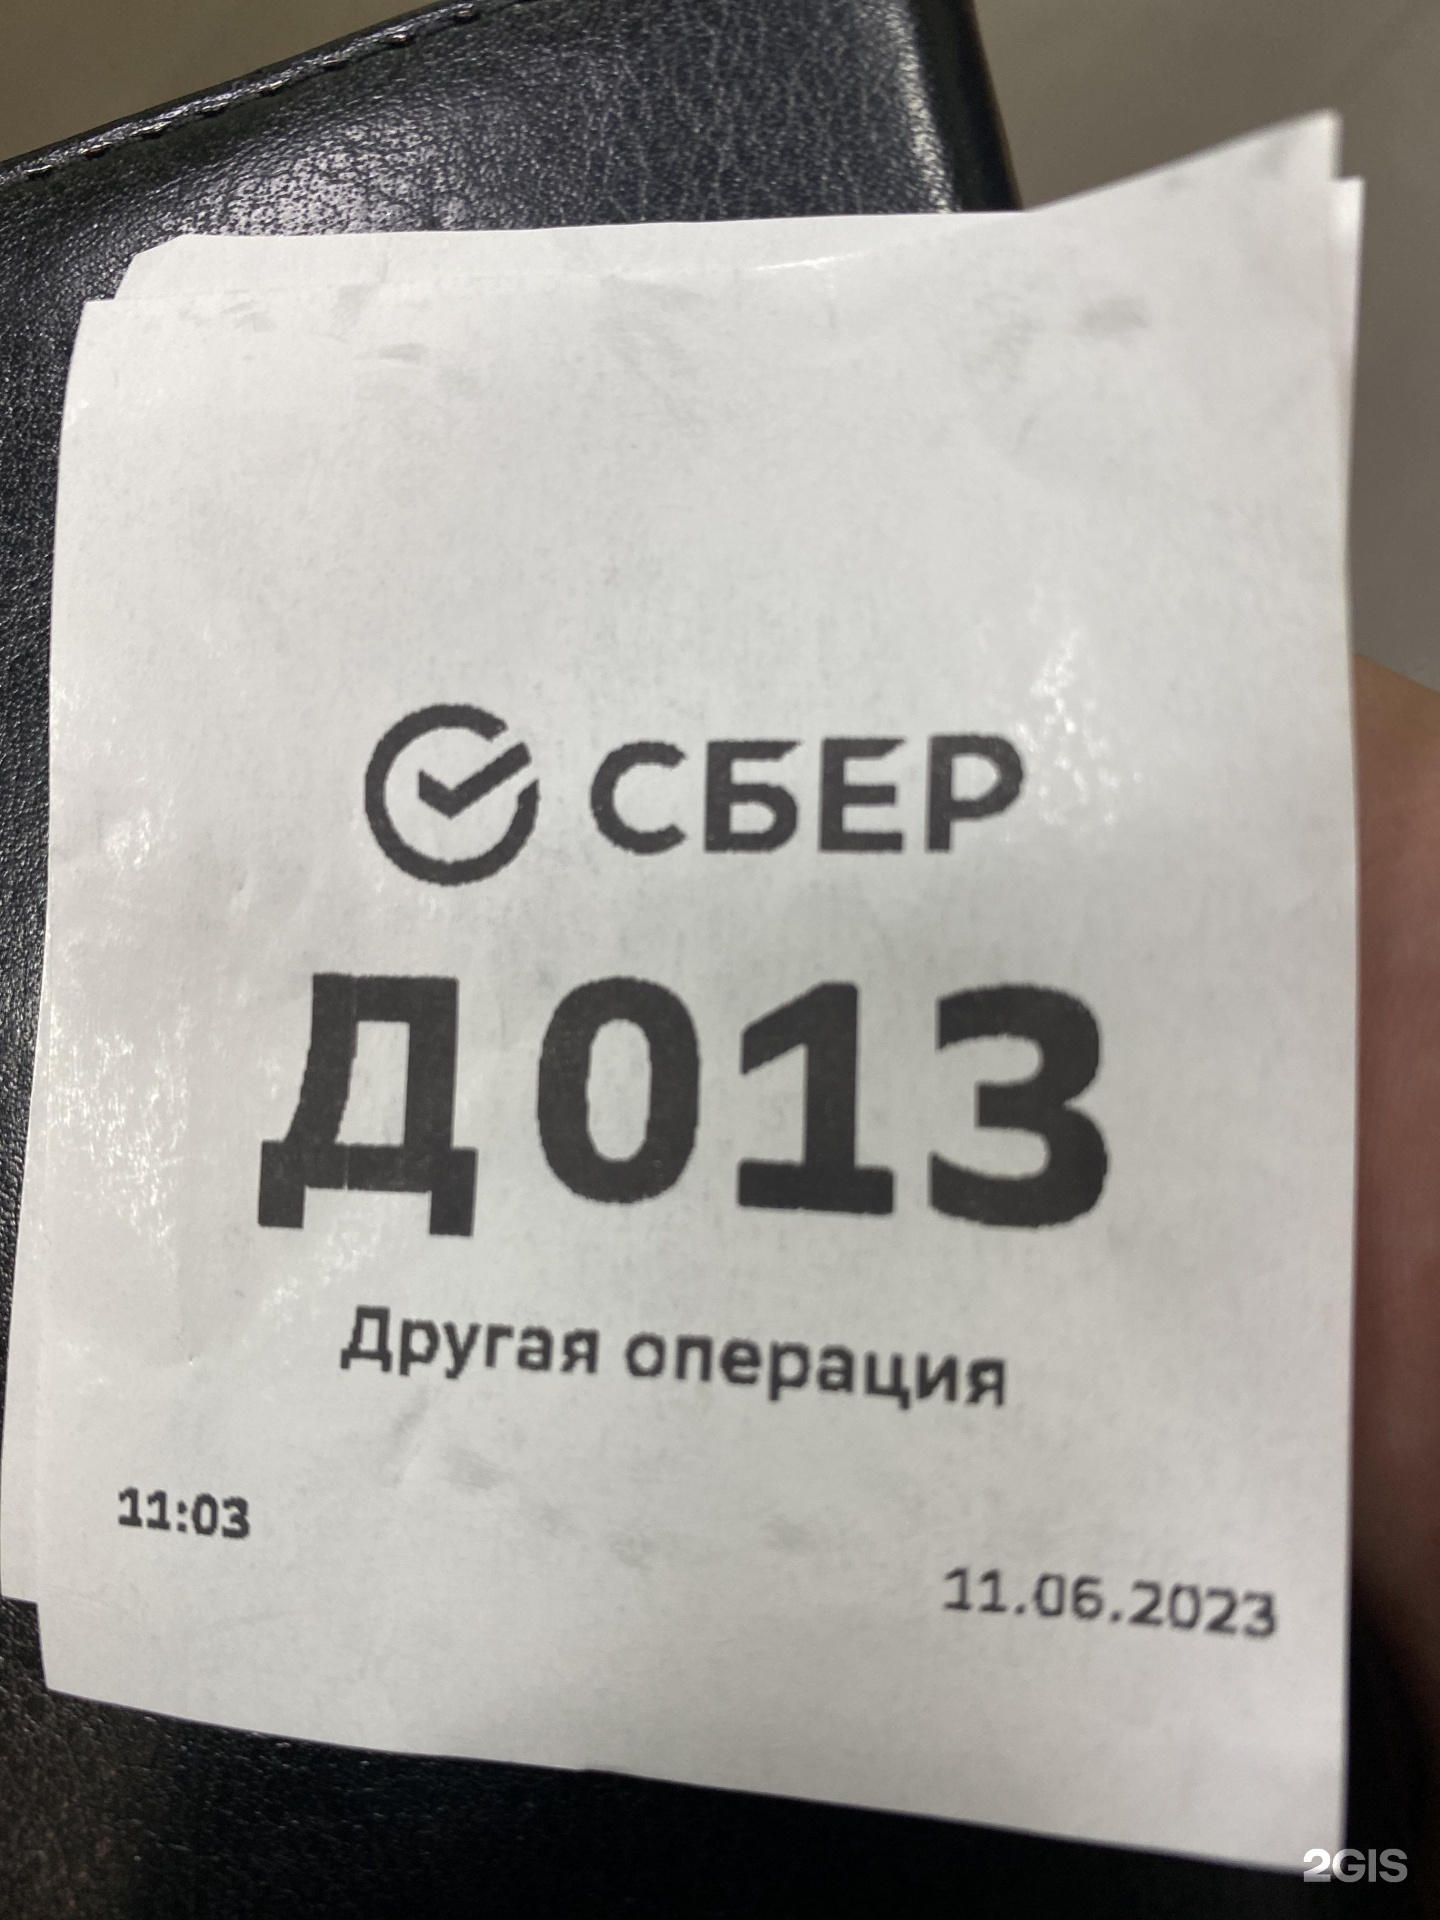 СБЕР
Д013
Другая операция
11:03
11.06.2023
2GIS